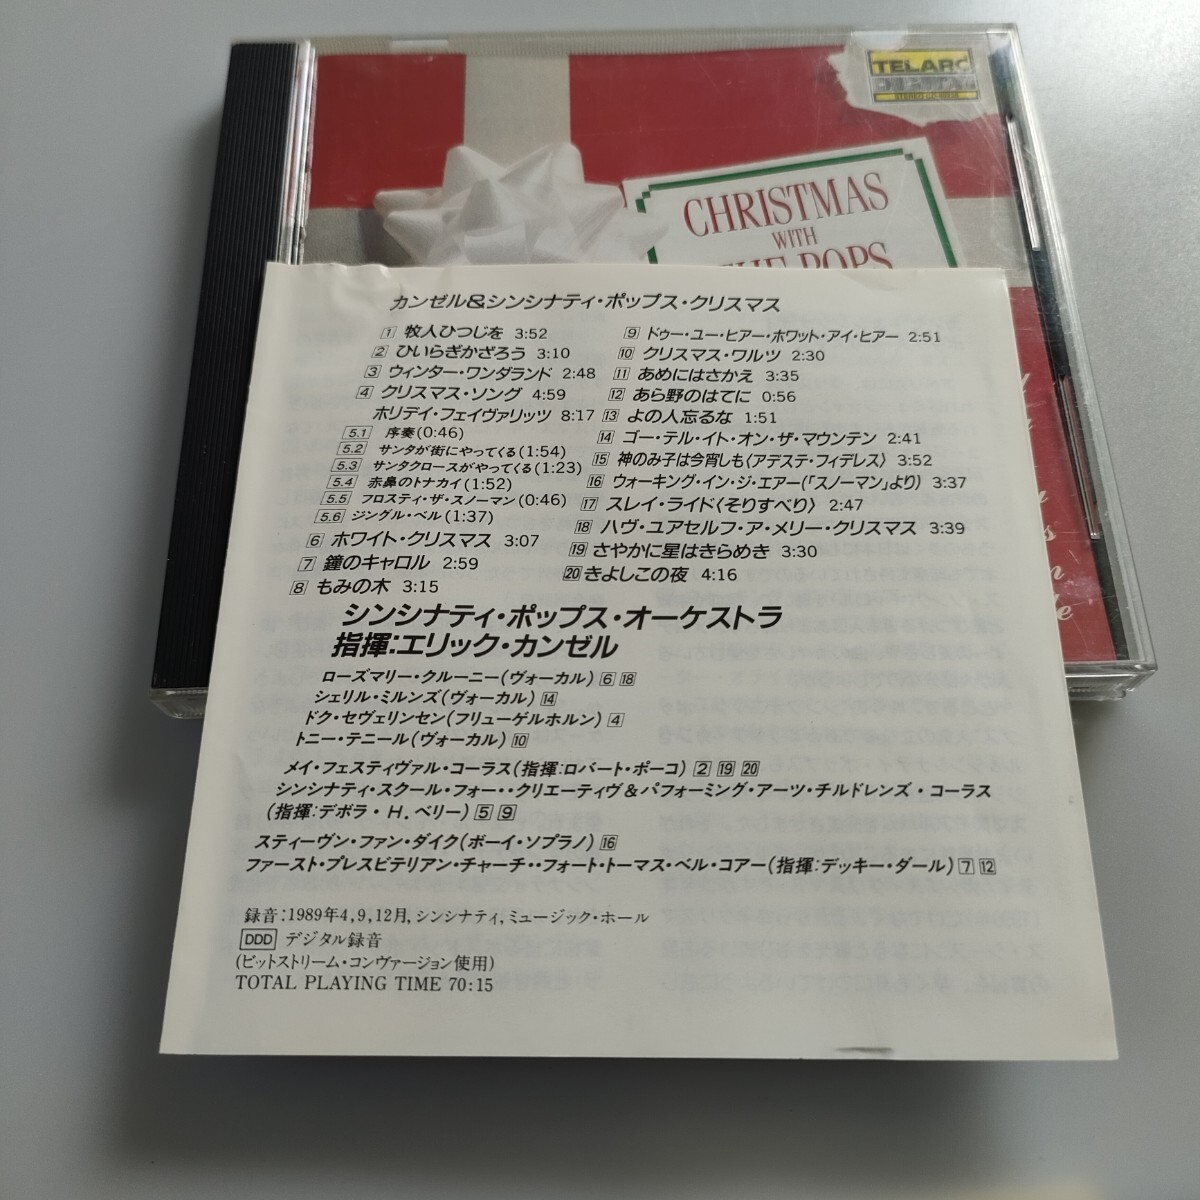 TELARC
CHRISTMAS
WITH
THE POPS
カンゼル&シンシナティ・ポップス・クリスマス
1 牧人ひつじを 3:52
2 ひいらぎかざろう 3:10
3 ウィンター・ワンダランド 2:48
4 クリスマス・ソング 4:59
ホリデイ・フェイヴァリッツ 8:17
5.1 序奏(0:46)
5.2 サンタが街にやってくる(1:54)
5.3 サンタクロースがやってくる(1:23)
5.4 赤鼻のトナカイ(1:52)
5.5 フロスティ・ザ・スノーマン(0:46)
5.6 ジングル・ベル(1:37)
6 ホワイト・クリスマス 3:07
7 鐘のキャロル 2:59
8 もみの木 3:15
9 ドゥー・ユー・ヒアー・ホワット・アイ・ヒアー 2:51
10 クリスマス・ワルツ 2:30
11 あめにはさかえ 3:35
12 あら野のはてに 0:56
13 よの人忘るな 1:51
14 ゴー・テル・イト・オン・ザ・マウンテン 2:41
15 神のみ子は今宵しも〈アデステ・フィデレス〉 3:52
16 ウォーキング・イン・ジ・エアー(「スノーマン」より) 3:37
17 スレイ・ライド〈そりすべり〉 2:47
18 ハヴ・ユアセルフ・ア・メリー・クリスマス 3:39
19 さやかに星はきらめき 3:30
20 きよしこの夜 4:16
シンシナティ・ポップス・オーケストラ
指揮:エリック・カンゼル
ローズマリー・クルーニー(ヴォーカル) 6 18
シェリル・ミルンズ(ヴォーカル) 14
ドク・セヴェリンセン(フリューゲルホルン) 4
トニー・テニール(ヴォーカル) 10
メイ・フェスティヴァル・コーラス(指揮:ロバート・ポーコ) 2 19 20
シンシナティ・スクール・フォー・・クリエーティヴ&パフォーミング・アーツ・チルドレンズ・コーラス
(指揮:デボラ・H.ベリー) 5 9
スティーヴン・ファン・ダイク(ボーイ・ソプラノ) 16
ファースト・プレスビテリアン・チャーチ・・フォート・トーマス・ベル・コアー(指揮:デッキー・ダール) 7 12
録音:1989年4,9,12月,シンシナティ,ミュージック・ホール
DDD デジタル録音
(ビットストリーム・コンヴァージョン使用)
TOTAL PLAYING TIME 70:15